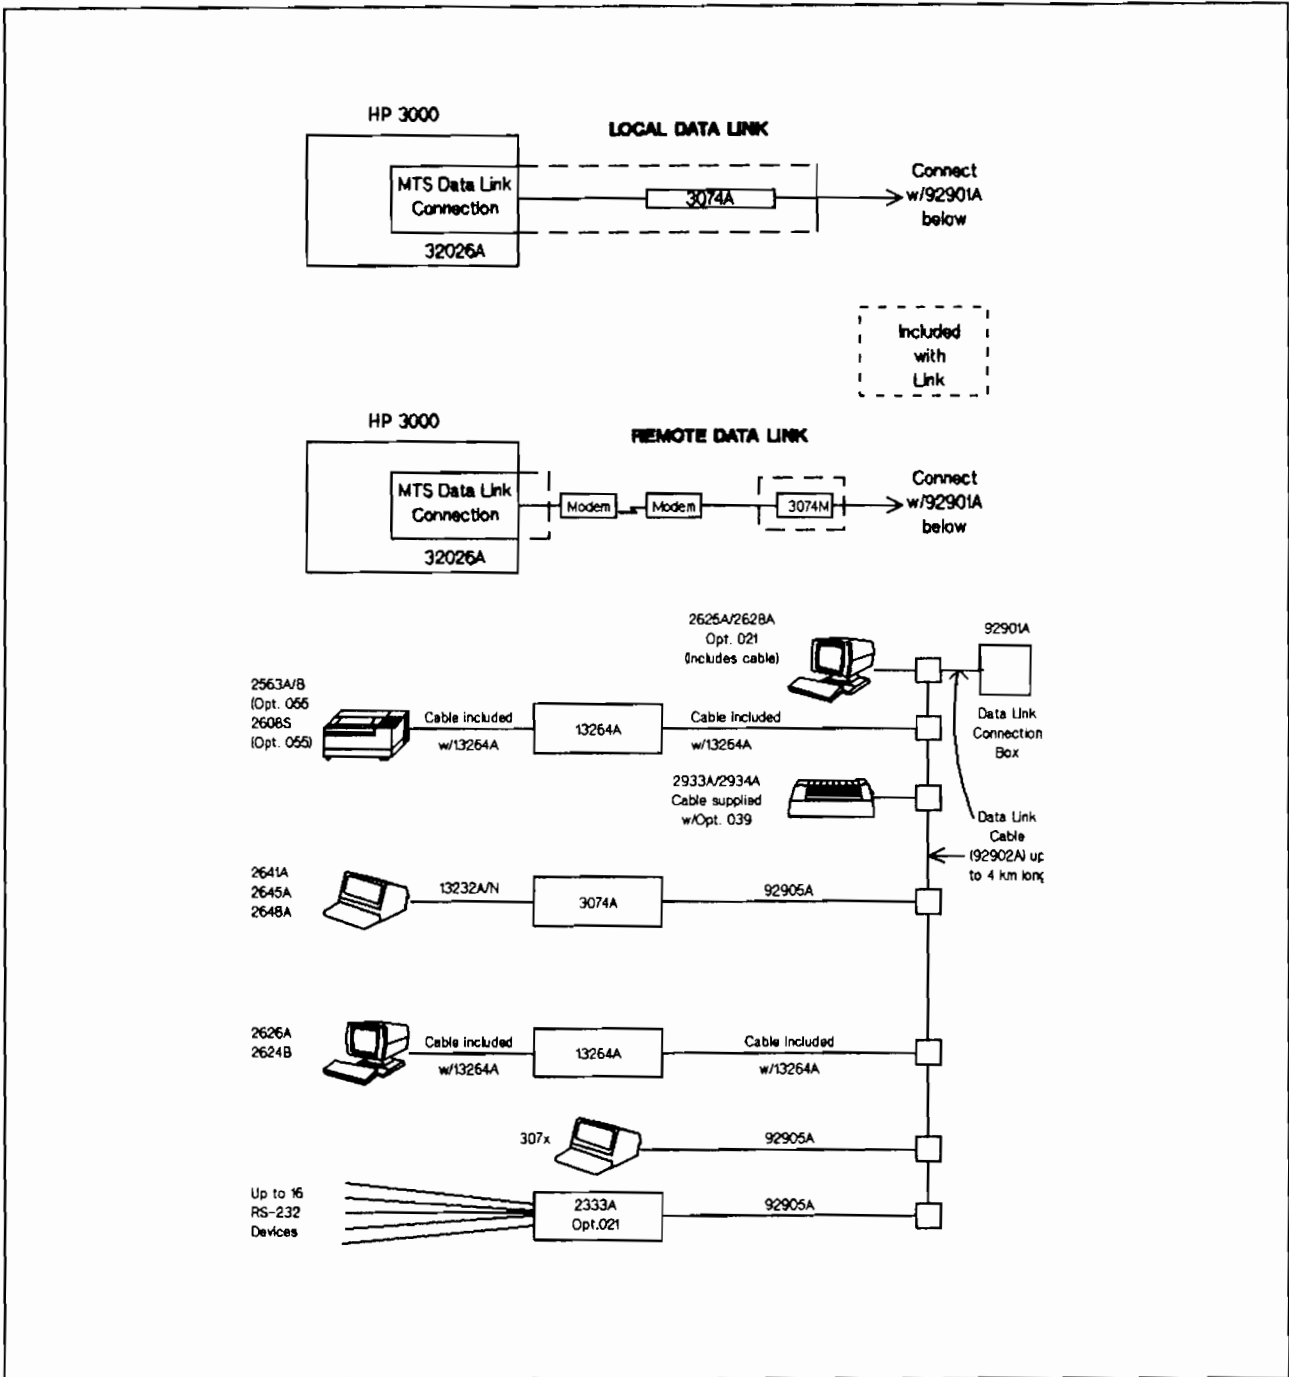 HP 3000
LOCAL DATA LINK
MTS Data Link
Connection
3074A
32026A
Connect
w/92901A
below
Included
with
Link
HP 3000
REMOTE DATA LINK
MTS Data Link
Connection
Modem
Modem
3074M
32026A
Connect
w/92901A
below
2625A/2628A
Opt. 021
(Includes cable)
92901A
Data Link
Connection
Box
2563A/B
(Opt. 055
2608S
(Opt. 055)
Cable included
w/13264A
13264A
Cable included
w/13264A
2933A/2934A
Cable supplied
w/Opt. 039
Data Link
Cable
(92902A) up
to 4 km long
2641A
2645A
2648A
13232A/N
3074A
92905A
2626A
2624B
Cable included
w/13264A
13264A
Cable Included
w/13264A
307x
92905A
Up to 16
RS-232
Devices
2333A
Opt.021
92905A